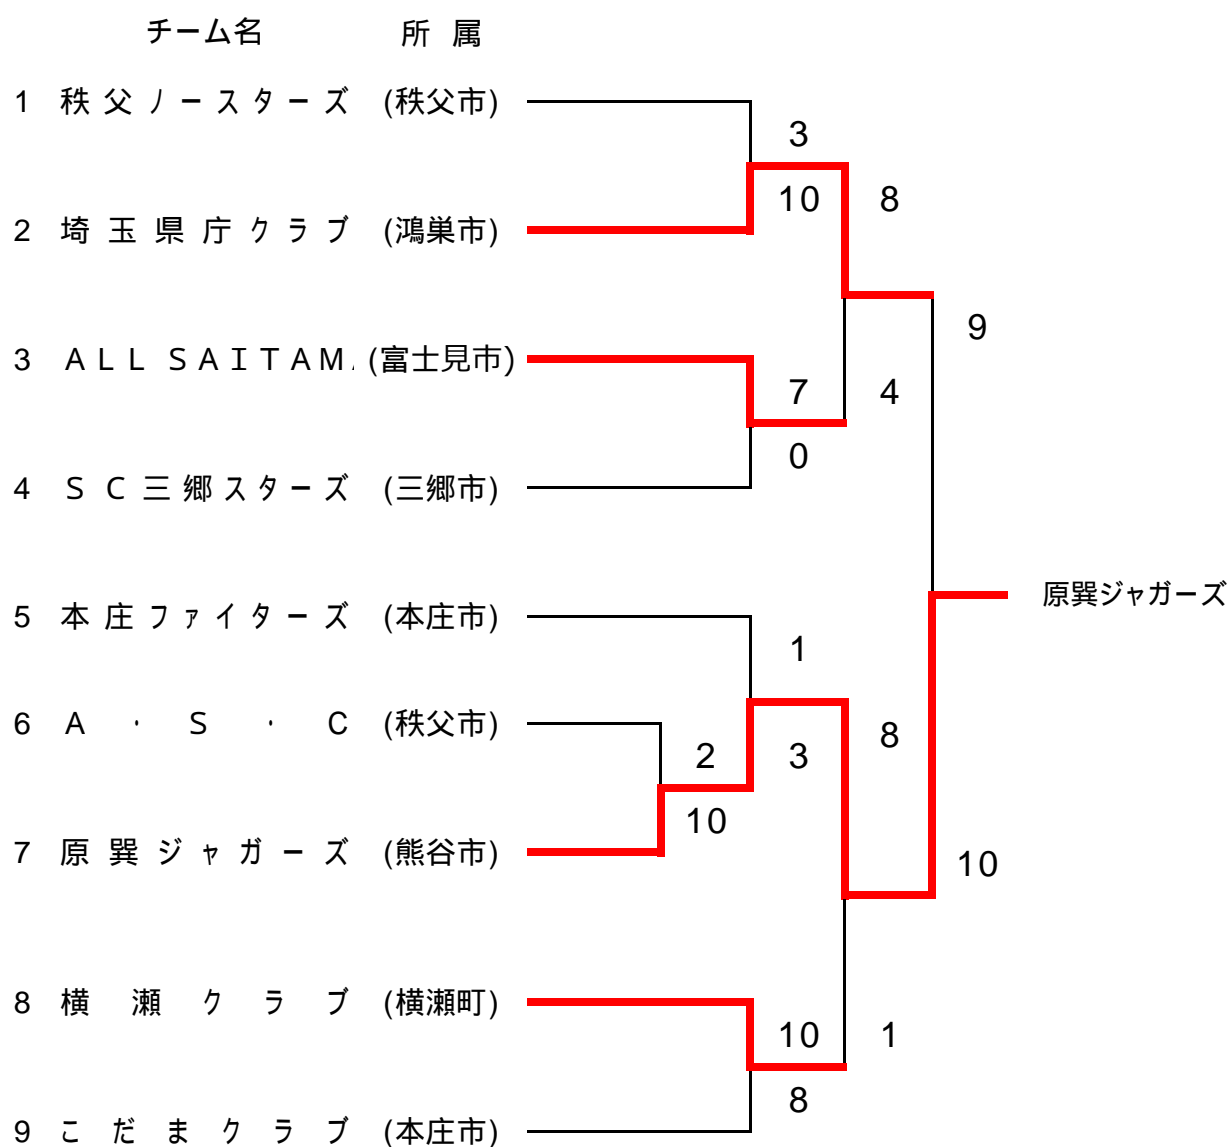 チーム名 所 属
1 秩父ノースターズ (秩父市)
3
10 8
2 埼玉県庁クラブ (鴻巣市)
9
3 ＡＬＬ ＳＡＩＴＡＭ (富士見市)
7 4
0
4 ＳＣ三郷スターズ (三郷市)
原巽ジャガーズ
5 本庄ファイターズ (本庄市)
1
6 Ａ・Ｓ・Ｃ (秩父市)
2 3 8
10
7 原巽ジャガーズ (熊谷市)
10
8 横瀬クラブ (横瀬町)
10 1
8
9 こだまクラブ (本庄市)